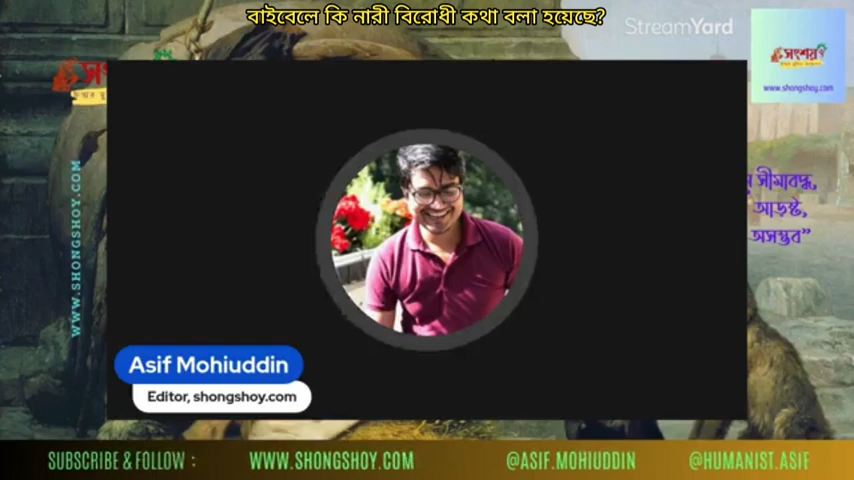 বাইবেলে কি নারী বিরোধী কথা বলা হয়েছে?
StreamYard
সংশয়
www.shongshoy.com
WWW.SHONGSHOY.COM
সীমাবদ্ধ,
আড়ষ্ট,
অসম্ভব"
Asif Mohiuddin
Editor, shongshoy.com
SUBSCRIBE & FOLLOW : WWW.SHONGSHOY.COM @ASIF.MOHIUDDIN @HUMANIST.ASIF